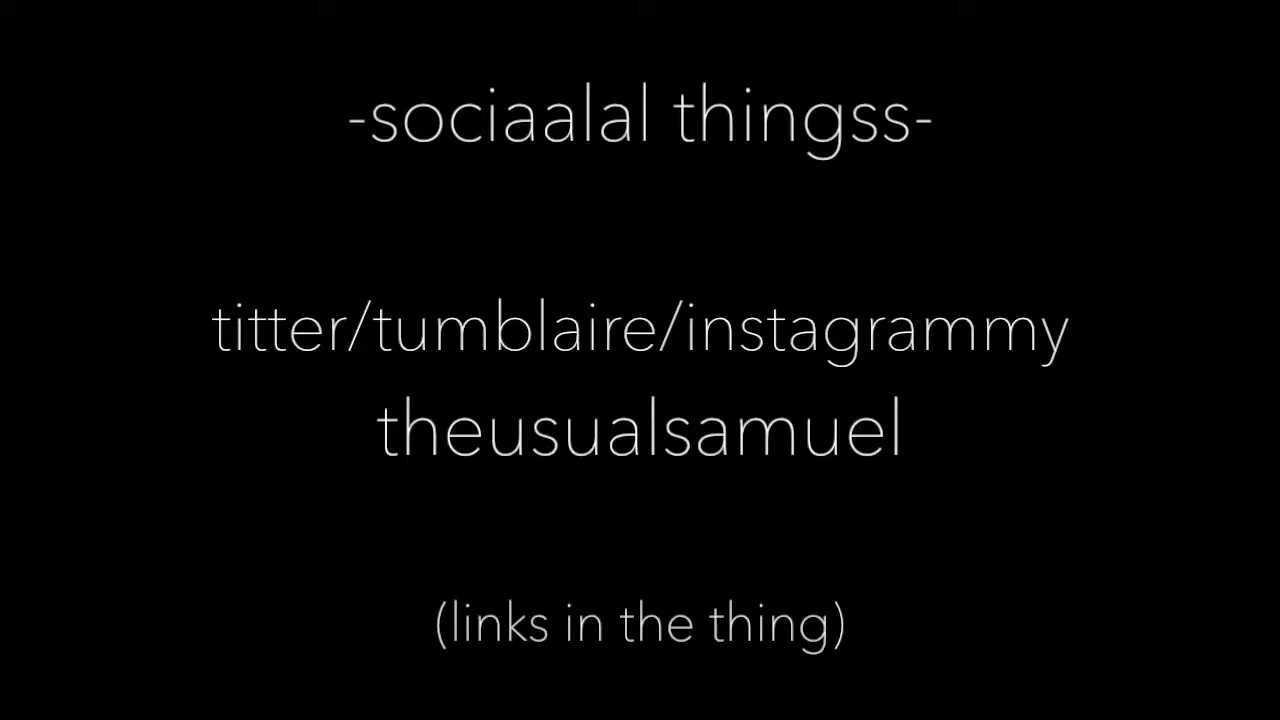 -sociaalal thingss-
titter/tumblaire/instagrammy
theusualsamuel
(links in the thing)